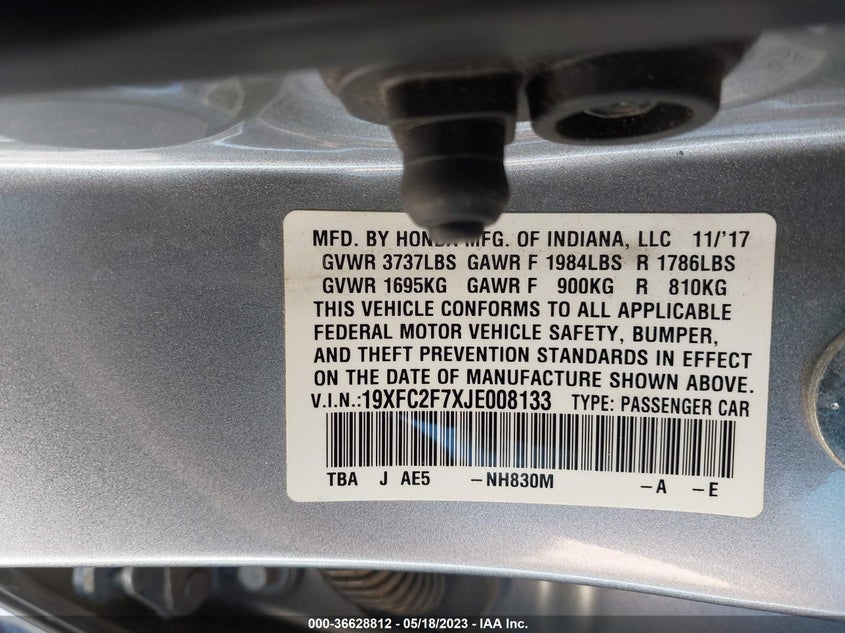 MFD. BY HONDA MFG. OF INDIANA, LLC 11/'17
GVWR 3737LBS GAWR F 1984LBS R 1786LBS
GVWR 1695KG GAWR F 900KG R 810KG
THIS VEHICLE CONFORMS TO ALL APPLICABLE
FEDERAL MOTOR VEHICLE SAFETY, BUMPER,
AND THEFT PREVENTION STANDARDS IN EFFECT
ON THE DATE OF MANUFACTURE SHOWN ABOVE.
V.I.N.:19XFC2F7XJE008133 TYPE: PASSENGER CAR
TBA J AE5 -NH830M -A -E
000-36628812 - 05/18/2023 - IAA Inc.